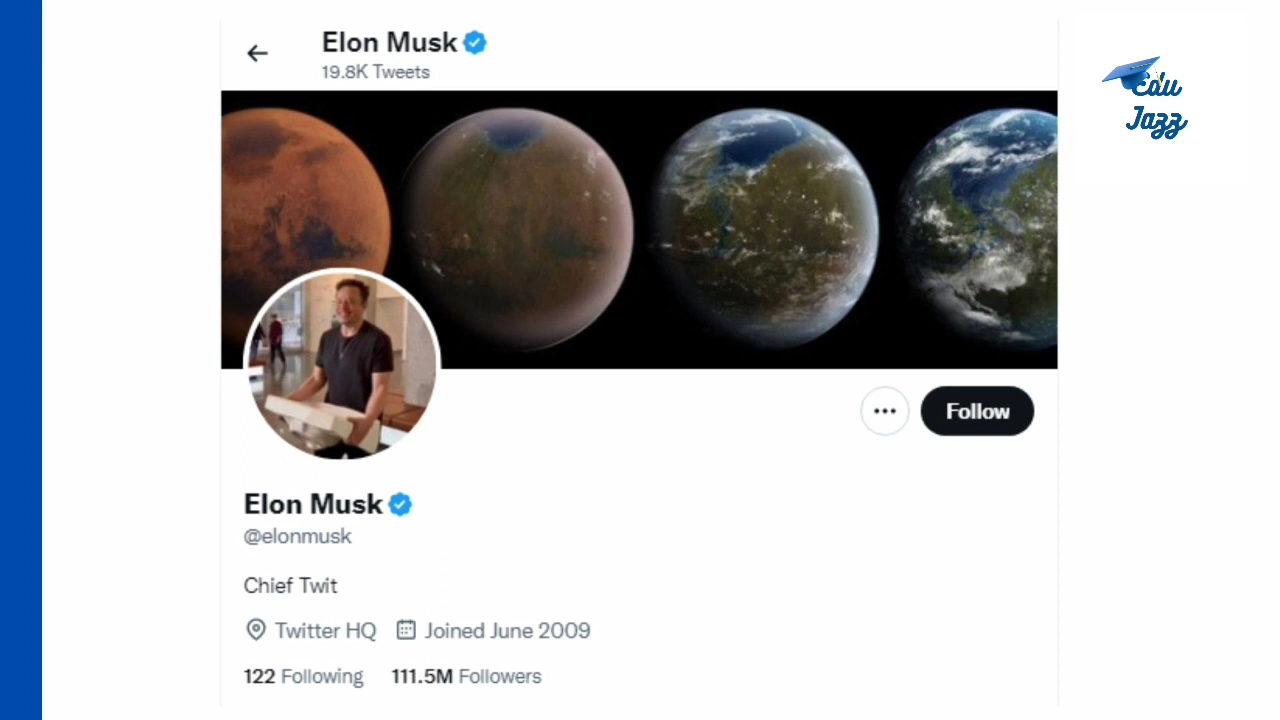 Elon Musk
19.8K Tweets
Edu
Jazz
Follow
Elon Musk
@elonmusk
Chief Twit
Twitter HQ Joined June 2009
122 Following 111.5M Followers